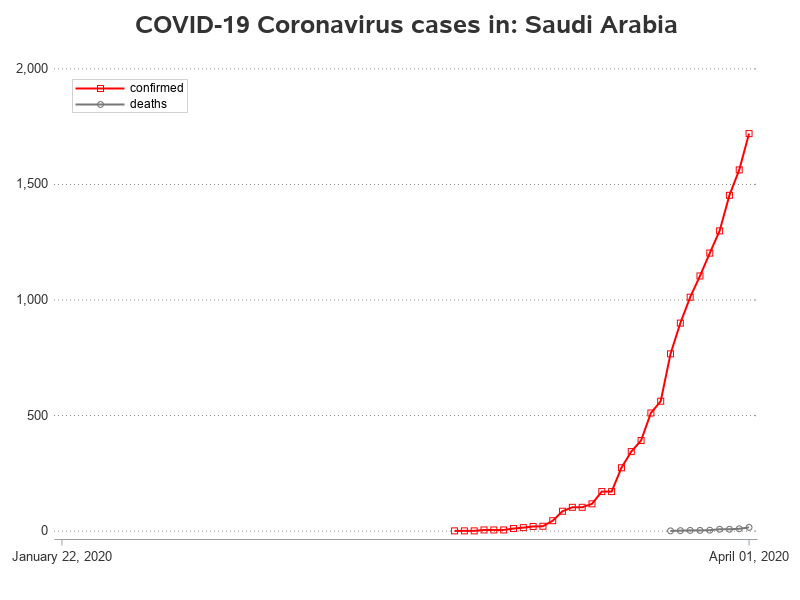 COVID-19 Coronavirus cases in: Saudi Arabia
2,000
confirmed
deaths
1,500
1,000
500
0
January 22, 2020
April 01, 2020